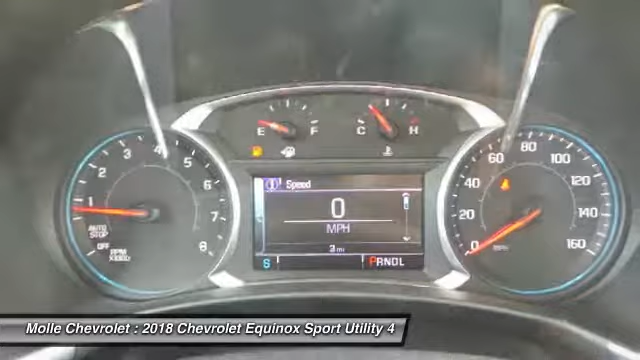 E F C H
1 2 3 4 5 6 7 8
AUTO
STOP
OFF
RPM
X1000
Speed
0
MPH
3 mi
S PRNDL
0 20 40 60 80 100 120 140 160
MPH
Molle Chevrolet : 2018 Chevrolet Equinox Sport Utility 4